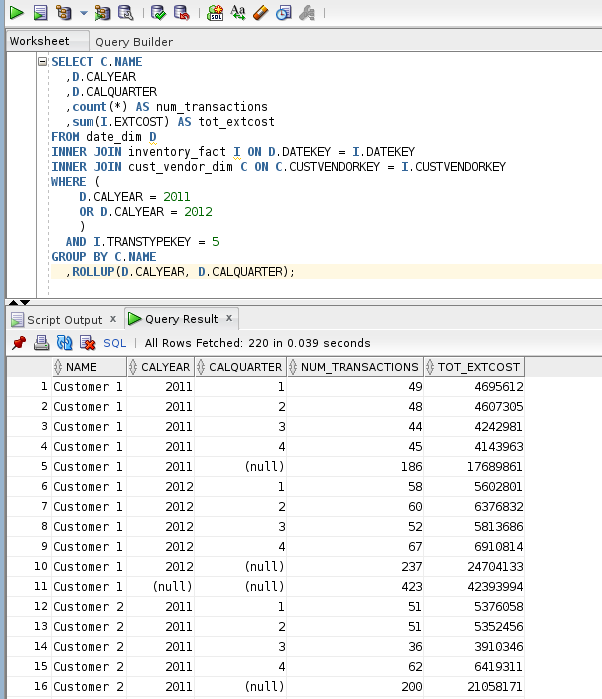 Worksheet Query Builder
SELECT C.NAME
,D.CALYEAR
,D.CALQUARTER
,count(*) AS num_transactions
,sum(I.EXTCOST) AS tot_extcost
FROM date_dim D
INNER JOIN inventory_fact I ON D.DATEKEY = I.DATEKEY
INNER JOIN cust_vendor_dim C ON C.CUSTVENDORKEY = I.CUSTVENDORKEY
WHERE (
D.CALYEAR = 2011
OR D.CALYEAR = 2012
)
AND I.TRANSTYPEKEY = 5
GROUP BY C.NAME
,ROLLUP(D.CALYEAR, D.CALQUARTER);
Script Output x Query Result x
SQL | All Rows Fetched: 220 in 0.039 seconds
NAME CALYEAR CALQUARTER NUM_TRANSACTIONS TOT_EXTCOST
1 Customer 1 2011 1 49 4695612
2 Customer 1 2011 2 48 4607305
3 Customer 1 2011 3 44 4242981
4 Customer 1 2011 4 45 4143963
5 Customer 1 2011 (null) 186 17689861
6 Customer 1 2012 1 58 5602801
7 Customer 1 2012 2 60 6376832
8 Customer 1 2012 3 52 5813686
9 Customer 1 2012 4 67 6910814
10 Customer 1 2012 (null) 237 24704133
11 Customer 1 (null) (null) 423 42393994
12 Customer 2 2011 1 51 5376058
13 Customer 2 2011 2 51 5352456
14 Customer 2 2011 3 36 3910346
15 Customer 2 2011 4 62 6419311
16 Customer 2 2011 (null) 200 21058171